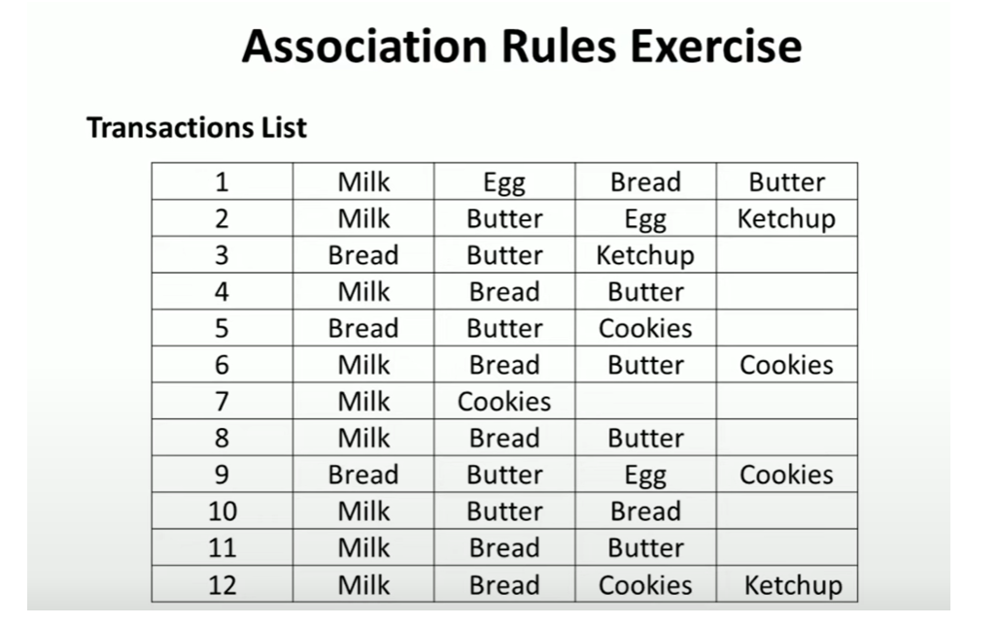 Association Rules Exercise
Transactions List
1 Milk Egg Bread Butter
2 Milk Butter Egg Ketchup
3 Bread Butter Ketchup
4 Milk Bread Butter
5 Bread Butter Cookies
6 Milk Bread Butter Cookies
7 Milk Cookies
8 Milk Bread Butter
9 Bread Butter Egg Cookies
10 Milk Butter Bread
11 Milk Bread Butter
12 Milk Bread Cookies Ketchup